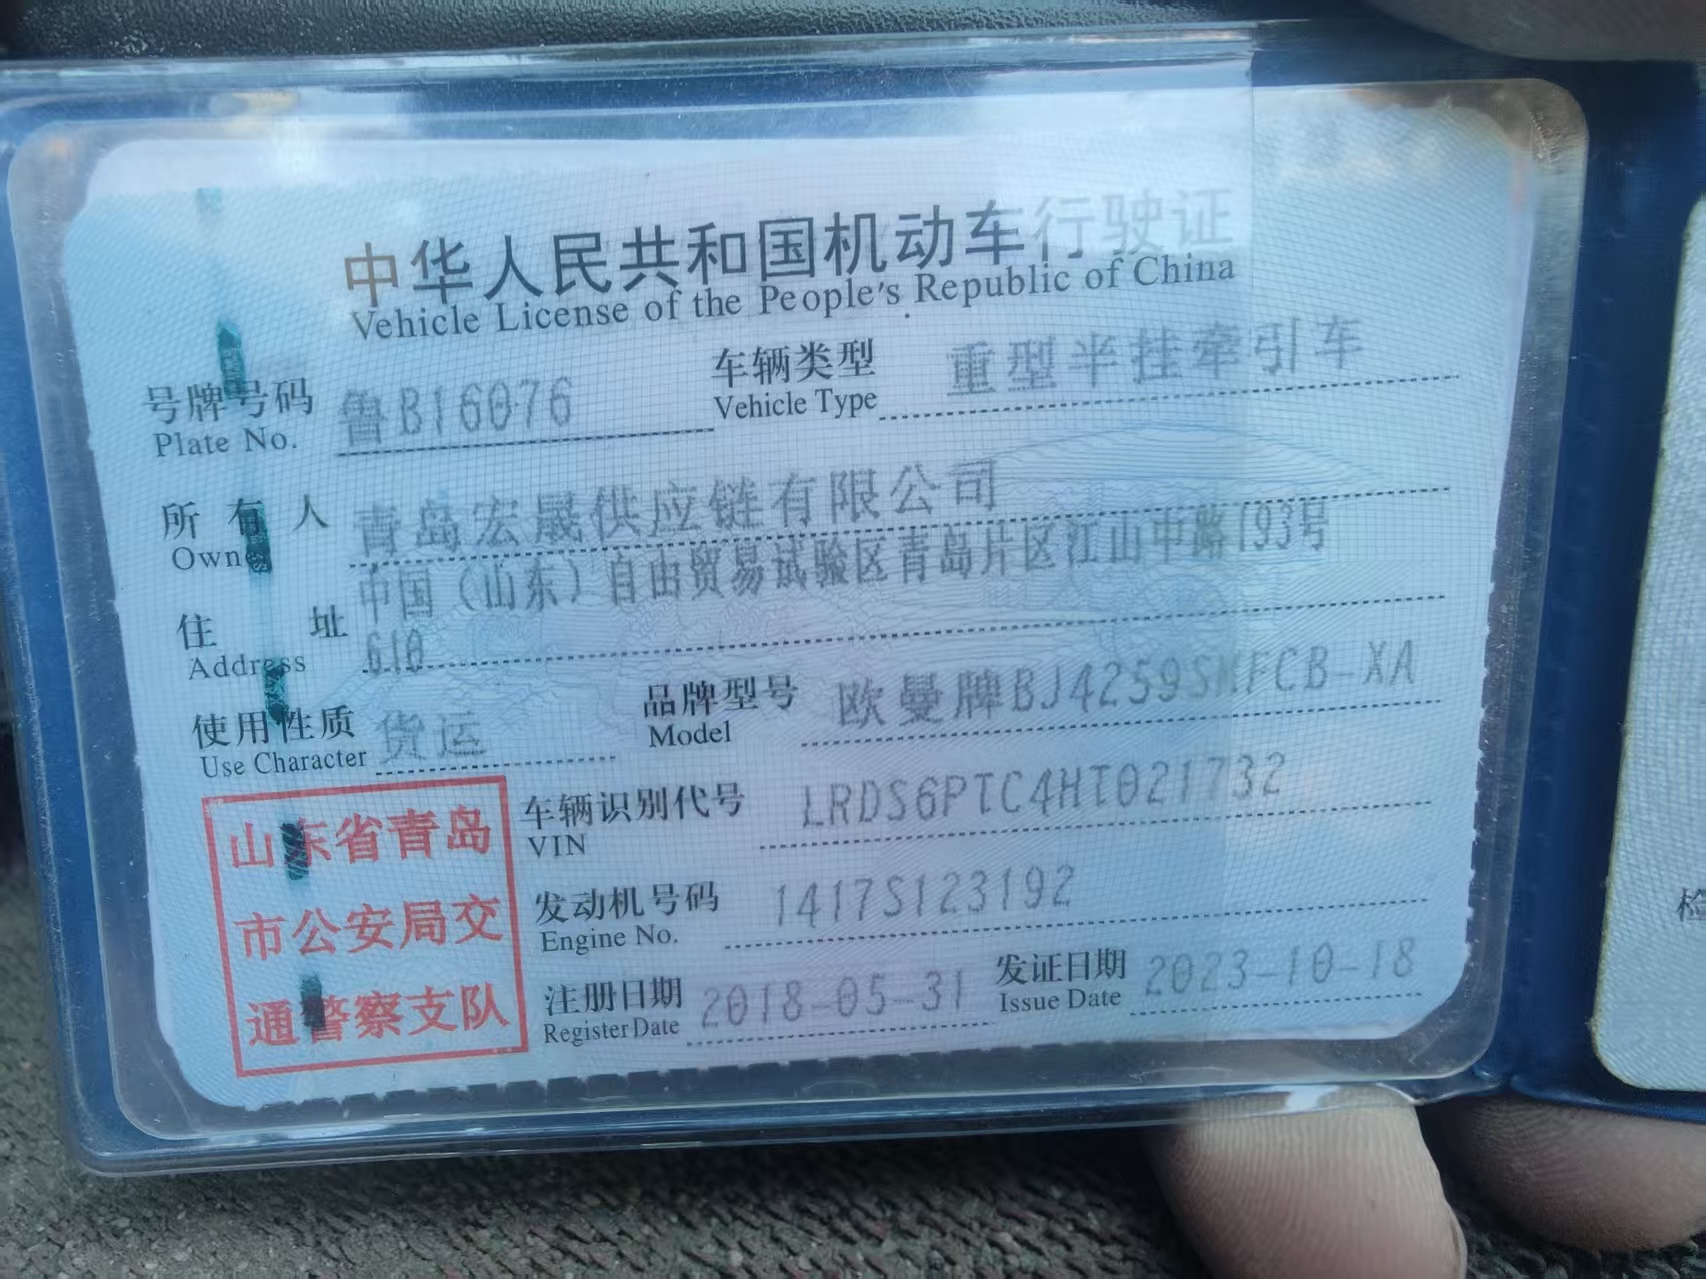 中华人民共和国机动车行驶证
Vehicle License of the People's Republic of China
号牌号码 鲁B16076 车辆类型 重型半挂牵引车
Plate No. Vehicle Type
所有人 青岛宏晟供应链有限公司
Owner
住址 中国（山东）自由贸易试验区青岛片区江山中路193号
Address 610
使用性质 货运 品牌型号 欧曼牌BJ4259SMFCB-XA
Use Character Model
车辆识别代号 LRDS6PTC4HT021732
VIN
发动机号码 1417S123192
Engine No.
注册日期 2018-05-31 发证日期 2023-10-18
Register Date Issue Date
山东省青岛
市公安局交
通警察支队
检